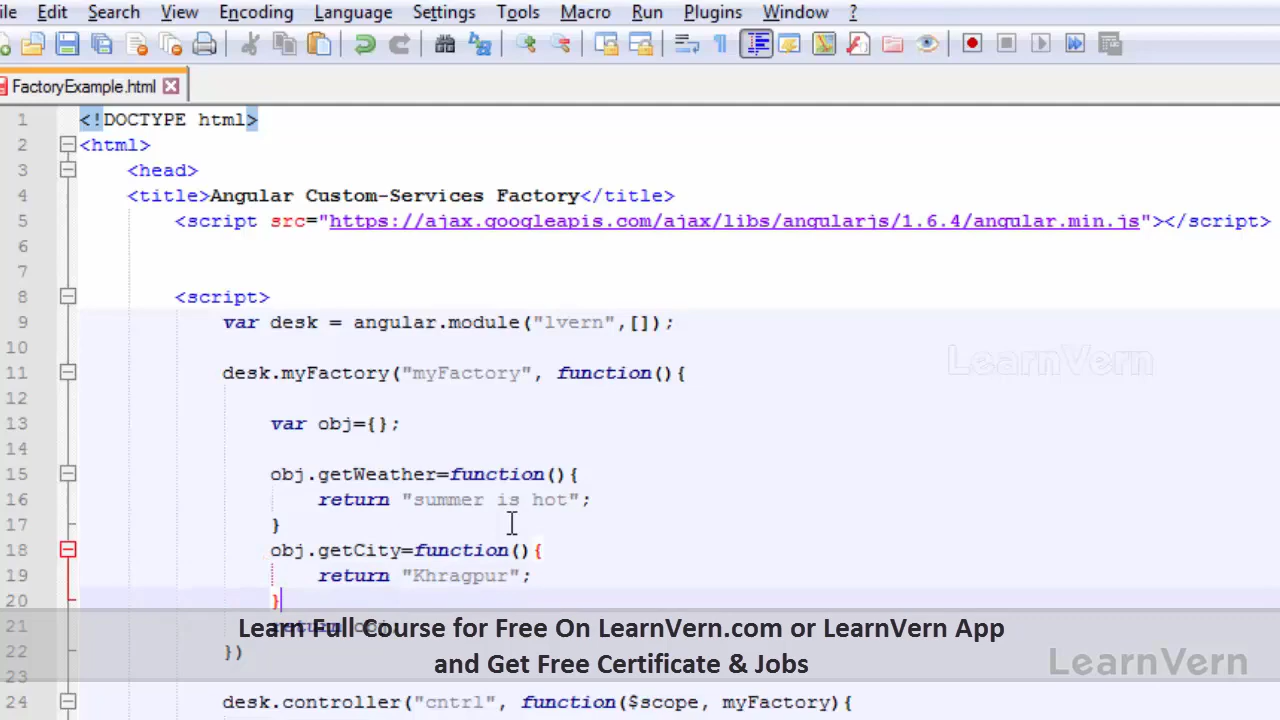 ile Edit Search View Encoding Language Settings Tools Macro Run Plugins Window ?
FactoryExample.html
1 <!DOCTYPE html>
2 <html>
3 <head>
4 <title>Angular Custom-Services Factory</title>
5 <script src="https://ajax.googleapis.com/ajax/libs/angularjs/1.6.4/angular.min.js"></script>
6
7
8 <script>
9 var desk = angular.module("lvern",[]);
10
LearnVern
11 desk.myFactory("myFactory", function(){
12
13 var obj={};
14
15 obj.getWeather=function(){
16 return "summer is hot";
17 }
18 obj.getCity=function(){
19 return "Khragpur";
20 }
21 return obj;
Learn Full Course for Free On LearnVern.com or LearnVern App
22 })
and Get Free Certificate & Jobs
LearnVern
23
24 desk.controller("cntrl", function($scope, myFactory){